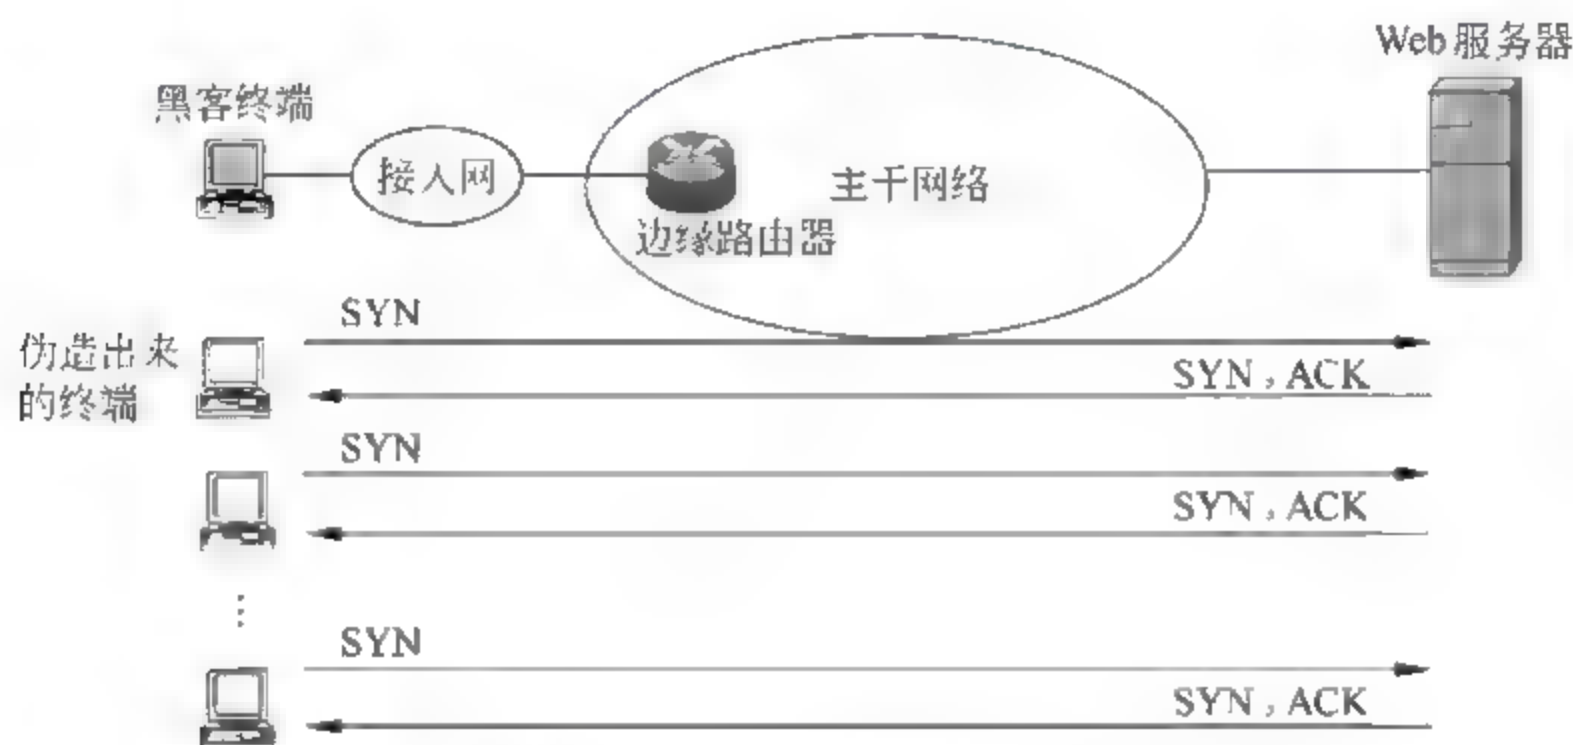 Web服务器
黑客终端
接入网
主干网络
边缘路由器
SYN
伪造出来
的终端
SYN，ACK
SYN
SYN，ACK
SYN
SYN，ACK